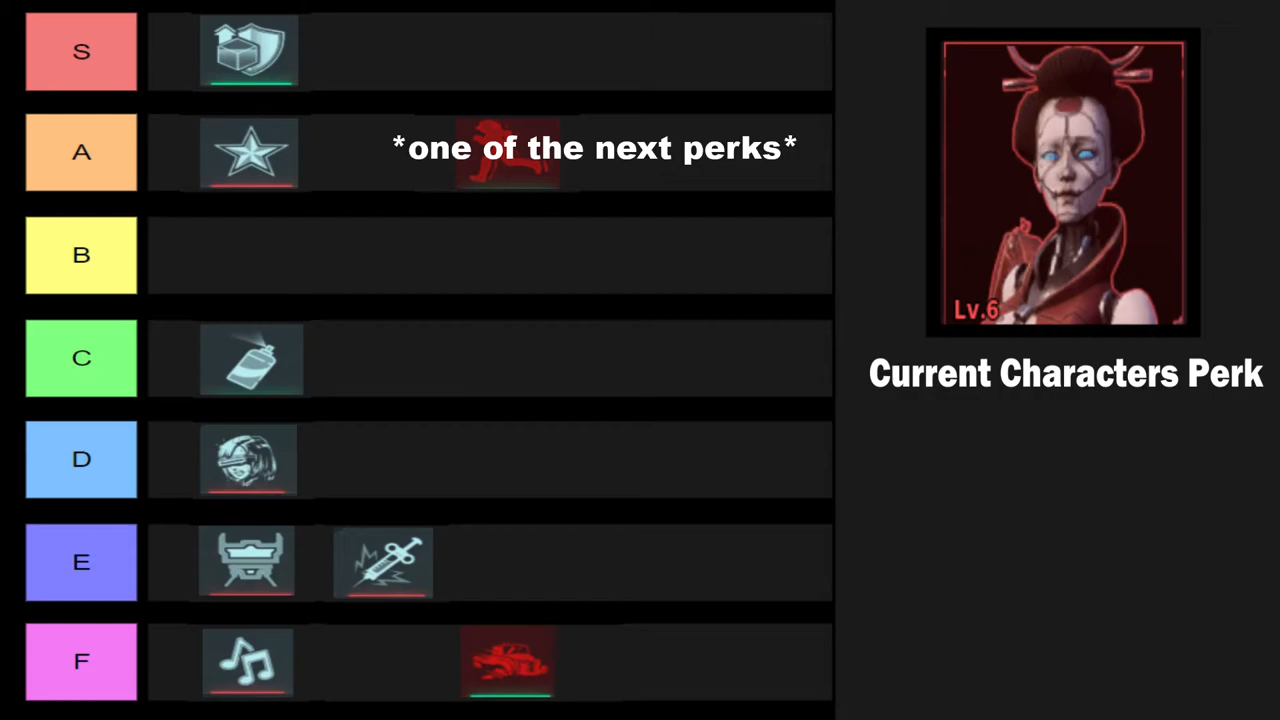 S
A
*one of the next perks*
B
C
D
E
F
Lv.6
Current Characters Perk